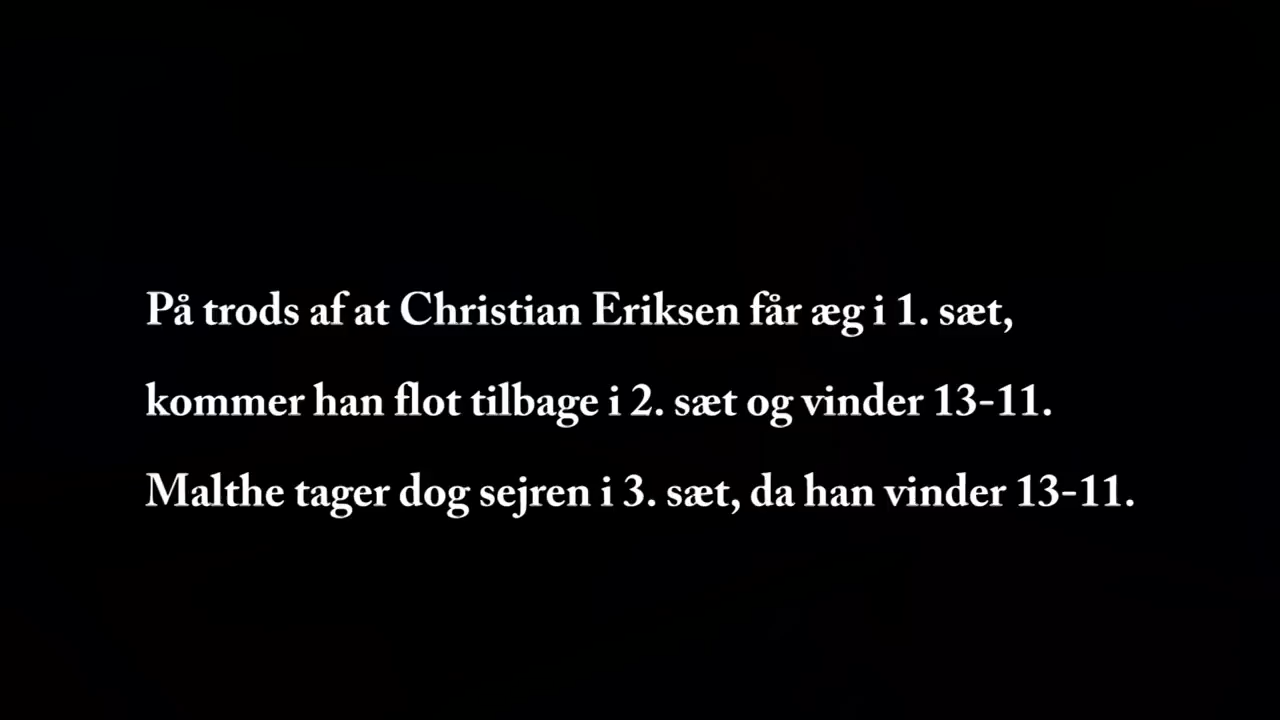 På trods af at Christian Eriksen får æg i 1. sæt,
kommer han flot tilbage i 2. sæt og vinder 13-11.
Malthe tager dog sejren i 3. sæt, da han vinder 13-11.